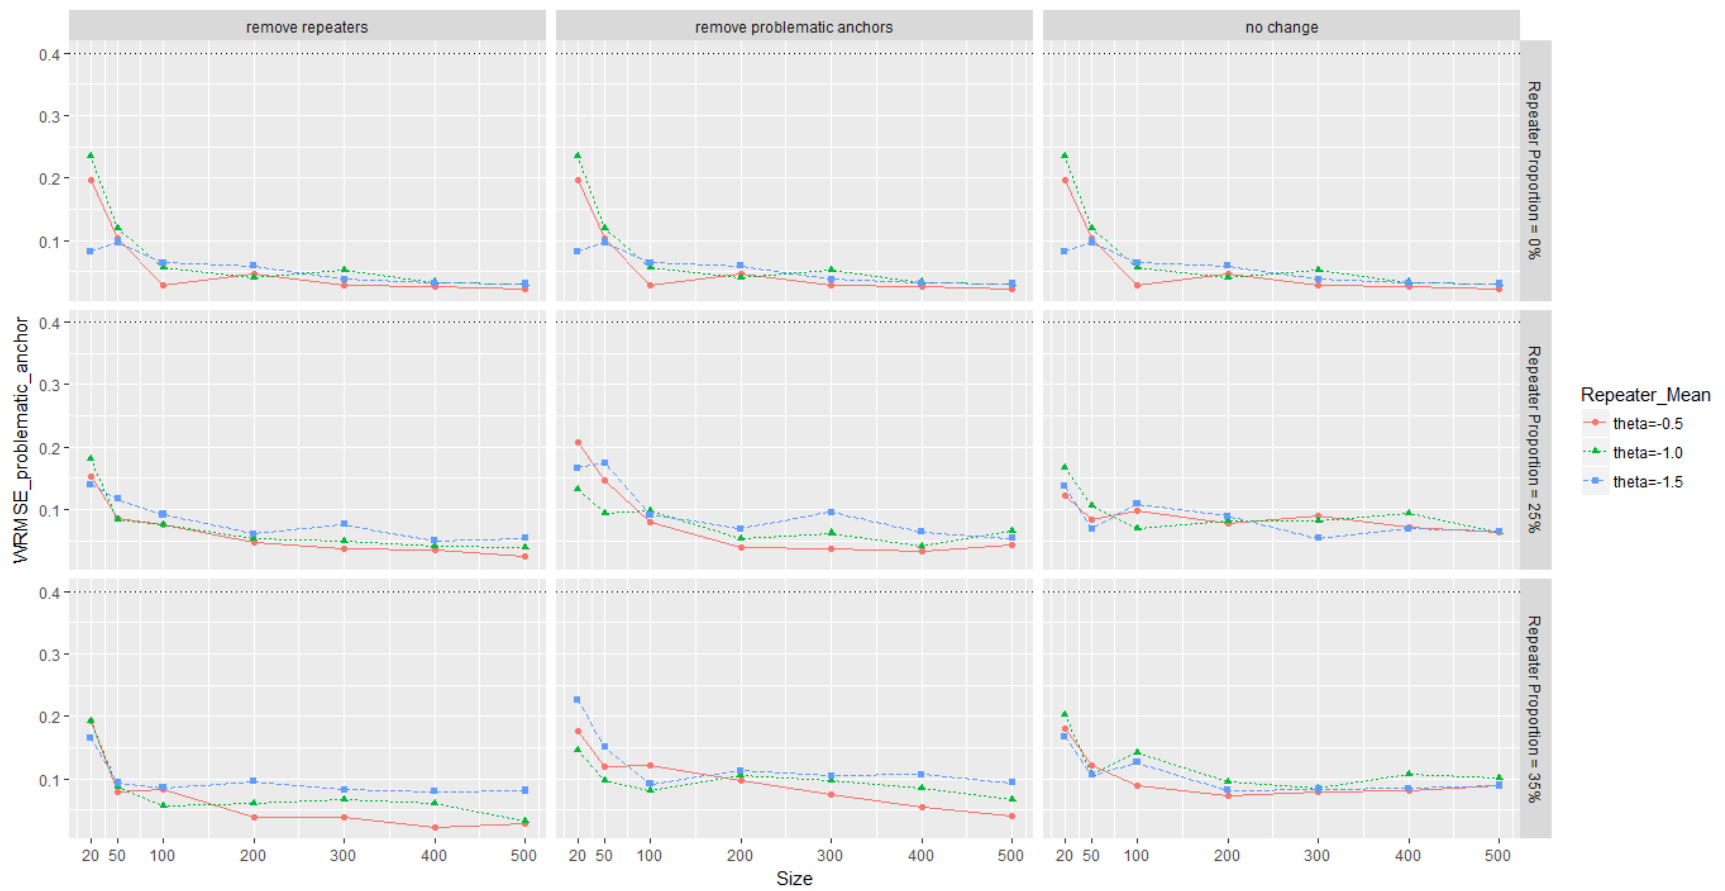 remove repeaters
remove problematic anchors
no change
0.4
0.3
0.2
0.1
Repeater Proportion = 0%
WRMSE_problematic_anchor
0.4
0.3
0.2
0.1
Repeater Proportion = 25%
Repeater_Mean
theta=-0.5
theta=-1.0
theta=-1.5
0.4
0.3
0.2
0.1
Repeater Proportion = 35%
20 50 100 200 300 400 500
20 50 100 200 300 400 500
20 50 100 200 300 400 500
Size